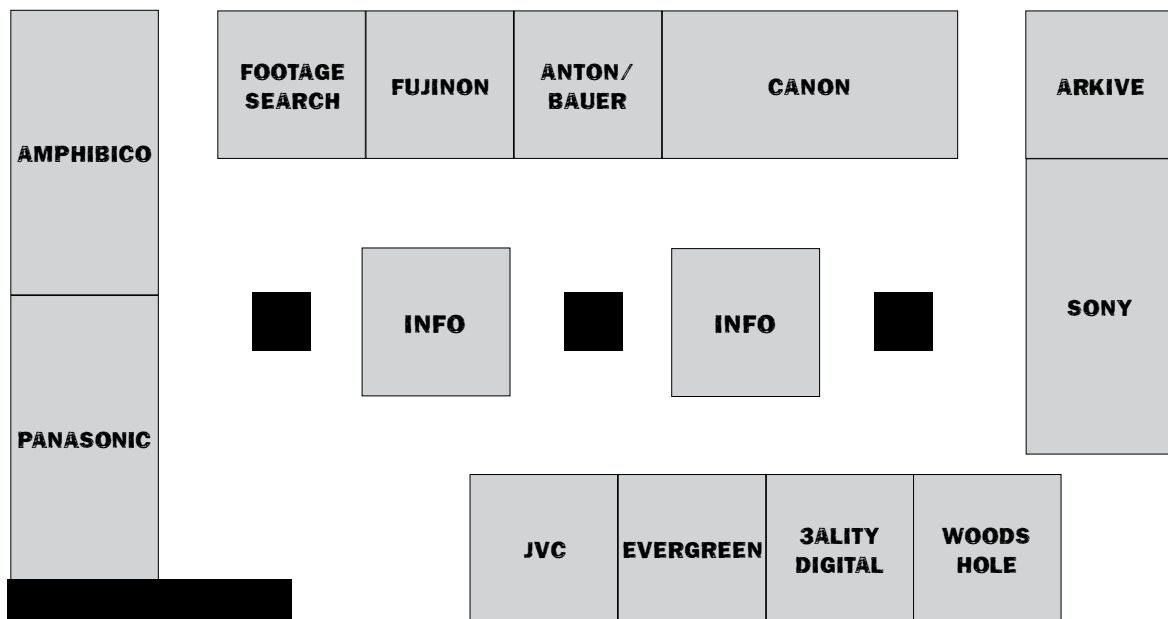 AMPHIBICO
PANASONIC
FOOTAGE
SEARCH
FUJINON
ANTON/
BAUER
CANON
ARKIVE
SONY
INFO
INFO
JVC
EVERGREEN
3ALITY
DIGITAL
WOODS
HOLE